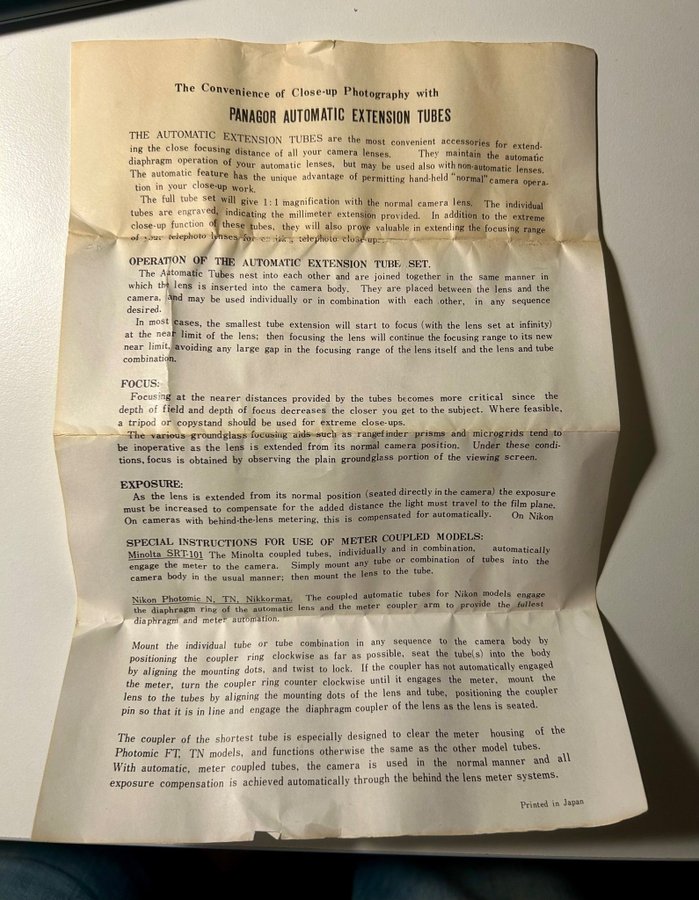 The Convenience of Close-up Photography with
PANAGOR AUTOMATIC EXTENSION TUBES
THE AUTOMATIC EXTENSION TUBES are the most convenient accessories for extend-
ing the close focusing distance of all your camera lenses. They maintain the automatic
diaphragm operation of your automatic lenses, but may be used also with non-automatic lenses.
The automatic feature has the unique advantage of permitting hand-held "normal" camera opera-
tion in your close-up work.
The full tube set will give 1:1 magnification with the normal camera lens. The individual
tubes are engraved, indicating the millimeter extension provided. In addition to the extreme
close-up function of these tubes, they will also prove valuable in extending the focusing range
of your telephoto lenses for telephoto close-up.
OPERATION OF THE AUTOMATIC EXTENSION TUBE SET.
The Automatic Tubes nest into each other and are joined together in the same manner in
which the lens is inserted into the camera body. They are placed between the lens and the
camera, and may be used individually or in combination with each other, in any sequence
desired.
In most cases, the smallest tube extension will start to focus (with the lens set at infinity)
at the near limit of the lens; then focusing the lens will continue the focusing range to its new
near limit, avoiding any large gap in the focusing range of the lens itself and the lens and tube
combination.
FOCUS:
Focusing at the nearer distances provided by the tubes becomes more critical since the
depth of field and depth of focus decreases the closer you get to the subject. Where feasible,
a tripod or copystand should be used for extreme close-ups.
The various groundglass focusing aids such as rangefinder prisms and microgrids tend to
be inoperative as the lens is extended from its normal camera position. Under these condi-
tions, focus is obtained by observing the plain groundglass portion of the viewing screen.
EXPOSURE:
As the lens is extended from its normal position (seated directly in the camera) the exposure
must be increased to compensate for the added distance the light most travel to the film plane.
On cameras with behind-the-lens metering, this is compensated for automatically. On Nikon
SPECIAL INSTRUCTIONS FOR USE OF METER COUPLED MODELS:
Minolta SRT-101 The Minolta coupled tubes, individually and in combination, automatically
engage the meter to the camera. Simply mount any tube or combination of tubes into the
camera body in the usual manner; then mount the lens to the tube.
Nikon Photomic N, TN, Nikkormat. The coupled automatic tubes for Nikon models engage
the diaphragm ring of the automatic lens and the meter coupler arm to provide the fullest
diaphragm and meter automation.
Mount the individual tube or tube combination in any sequence to the camera body by
positioning the coupler ring clockwise as far as possible, seat the tube(s) into the body
by aligning the mounting dots, and twist to lock. If the coupler has not automatically engaged
the meter, turn the coupler ring counter clockwise until it engages the meter, mount the
lens to the tubes by aligning the mounting dots of the lens and tube, positioning the coupler
pin so that it is in line and engage the diaphragm coupler of the lens as the lens is seated.
The coupler of the shortest tube is especially designed to clear the meter housing of the
Photomic FT, TN models, and functions otherwise the same as the other model tubes.
With automatic, meter coupled tubes, the camera is used in the normal manner and all
exposure compensation is achieved automatically through the behind the lens meter systems.
Printed in Japan